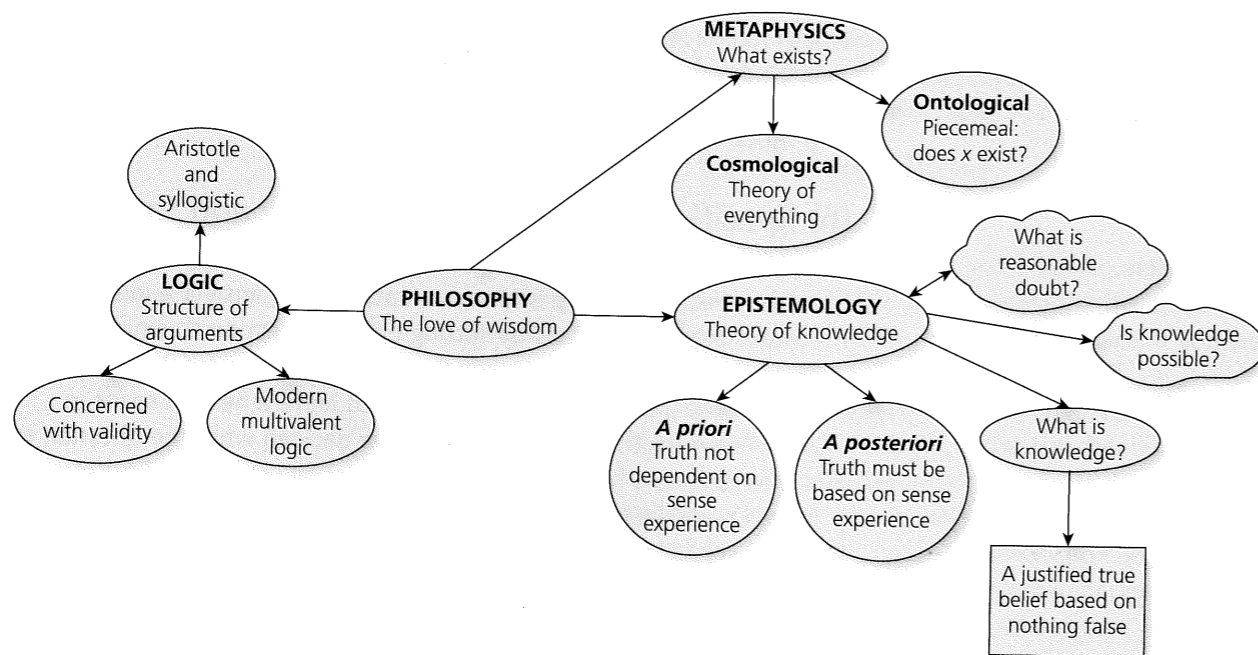 METAPHYSICS
What exists?
Ontological
Piecemeal:
does x exist?
Cosmological
Theory of
everything
Aristotle
and
syllogistic
LOGIC
Structure of
arguments
PHILOSOPHY
The love of wisdom
EPISTEMOLOGY
Theory of knowledge
What is
reasonable
doubt?
Is knowledge
possible?
Concerned
with validity
Modern
multivalent
logic
A priori
Truth not
dependent on
sense
experience
A posteriori
Truth must be
based on sense
experience
What is
knowledge?
A justified true
belief based on
nothing false